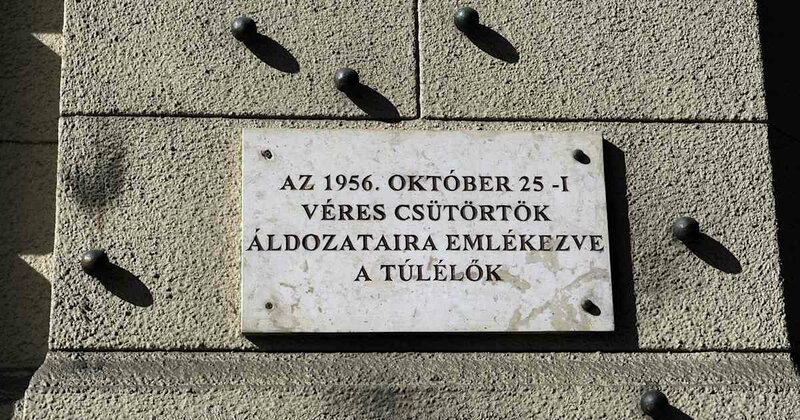 AZ 1956. OKTÓBER 25 -I
VÉRES CSÜTÖRTÖK
ÁLDOZATAIRA EMLÉKEZVE
A TÚLÉLŐK